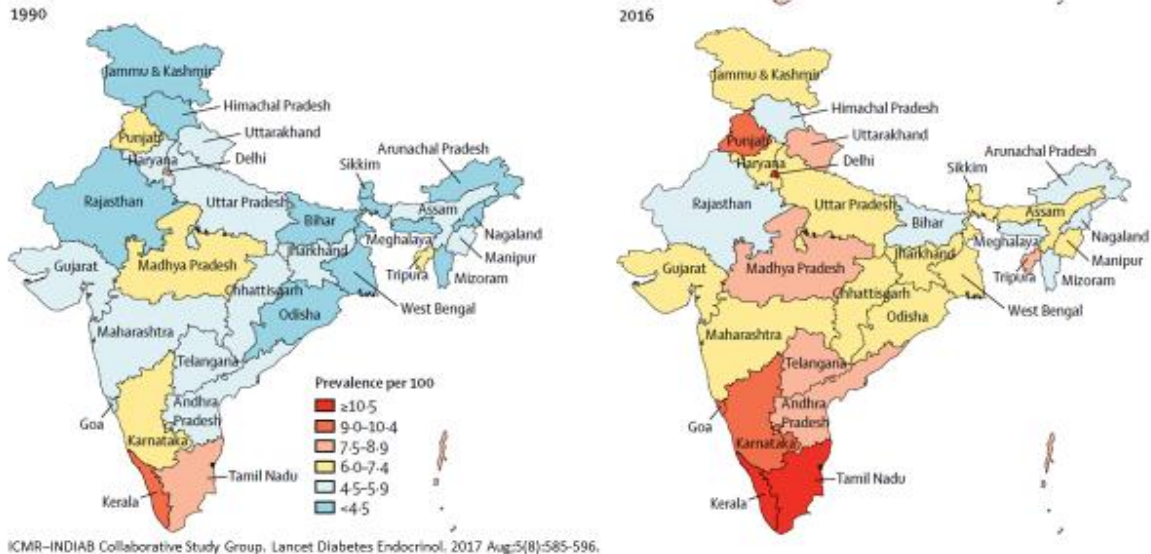 1990
Jammu & Kashmir
Himachal Pradesh
Punjab
Uttarakhand
Haryana
Delhi
Sikkim
Arunachal Pradesh
Rajasthan
Uttar Pradesh
Bihar
Assam
Meghalaya
Nagaland
Manipur
Gujarat
Madhya Pradesh
Jharkhand
Tripura
Mizoram
Chhattisgarh
West Bengal
Odisha
Maharashtra
Telangana
Andhra
Pradesh
Goa
Karnataka
Tamil Nadu
Kerala
Prevalence per 100
≥10·5
9·0–10·4
7·5–8·9
6·0–7·4
4·5–5·9
<4·5
2016
Jammu & Kashmir
Himachal Pradesh
Punjab
Uttarakhand
Haryana
Delhi
Sikkim
Arunachal Pradesh
Rajasthan
Uttar Pradesh
Bihar
Assam
Meghalaya
Nagaland
Manipur
Gujarat
Madhya Pradesh
Jharkhand
Tripura
Mizoram
Chhattisgarh
West Bengal
Odisha
Maharashtra
Telangana
Andhra
Pradesh
Goa
Karnataka
Tamil Nadu
Kerala
ICMR–INDIAB Collaborative Study Group. Lancet Diabetes Endocrinol. 2017 Aug;5(8):585-596.